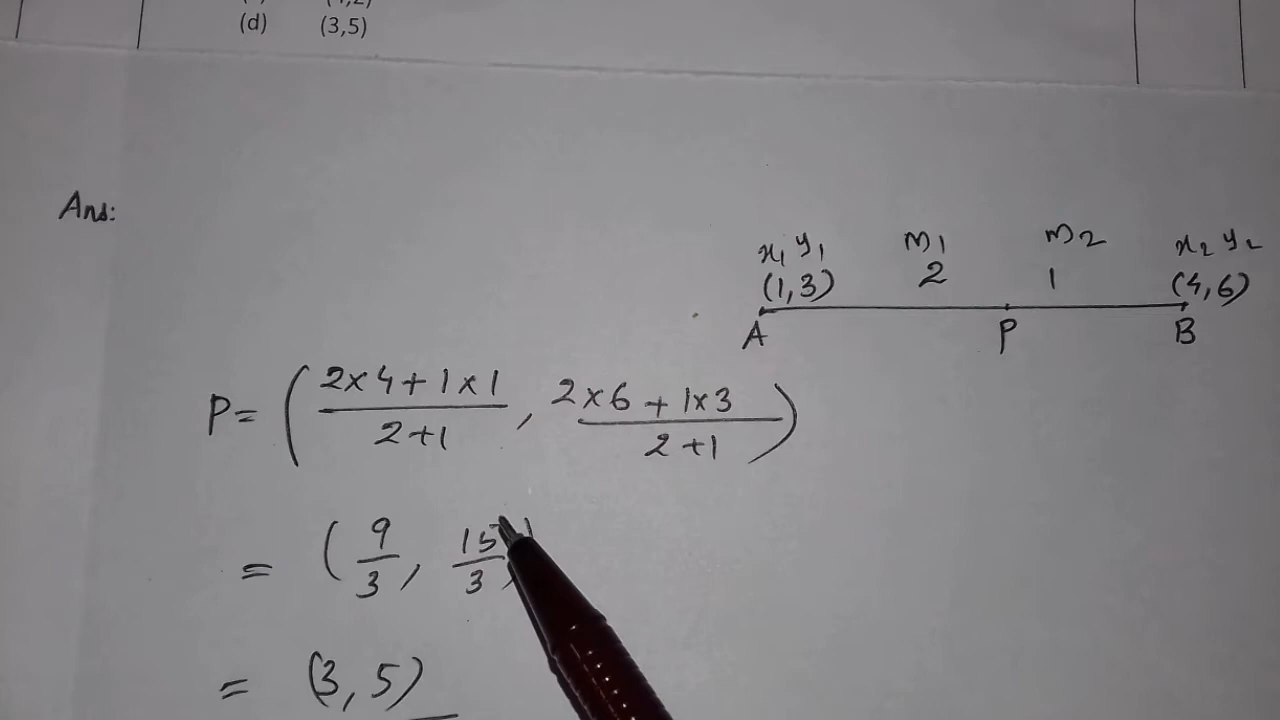 (d) (3,5)
Ans:
x₁ y₁ m₁ m₂ x₂ y₂
(1,3) 2 1 (4,6)
A P B
P = ( 2×4+1×1 / 2+1 , 2×6+1×3 / 2+1 )
= ( 9/3 , 15/3 )
= (3,5)